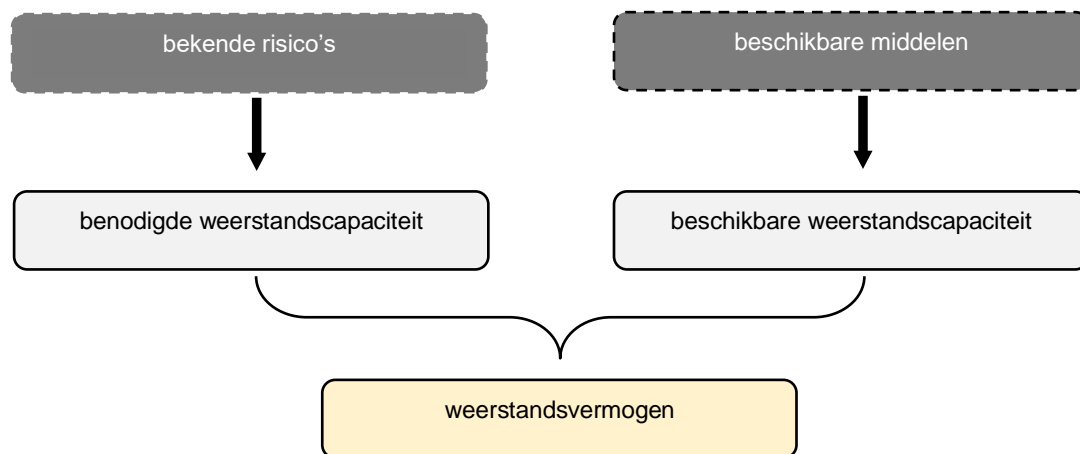 bekende risico’s
beschikbare middelen
benodigde weerstandscapaciteit
beschikbare weerstandscapaciteit
weerstandsvermogen